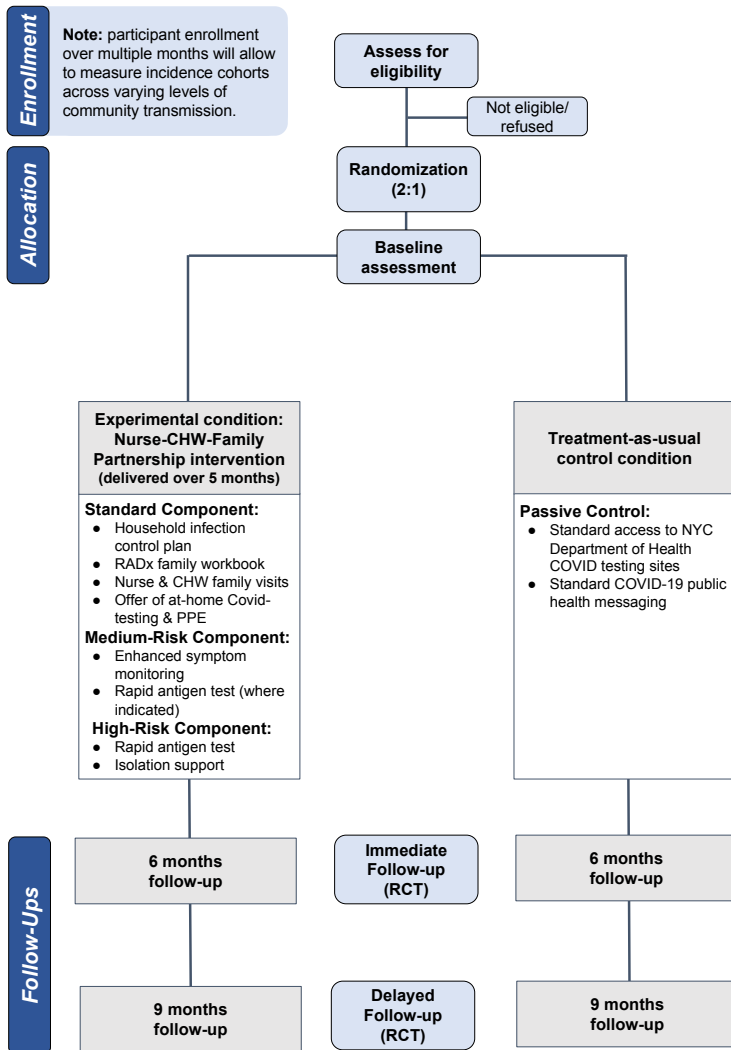 Enrollment
Note: participant enrollment
over multiple months will allow
to measure incidence cohorts
across varying levels of
community transmission.
Assess for
eligibility
Not eligible/
refused
Allocation
Randomization
(2:1)
Baseline
assessment
Experimental condition:
Nurse-CHW-Family
Partnership intervention
(delivered over 5 months)
Standard Component:
● Household infection
control plan
● RADx family workbook
● Nurse & CHW family visits
● Offer of at-home Covid-
testing & PPE
Medium-Risk Component:
● Enhanced symptom
monitoring
● Rapid antigen test (where
indicated)
High-Risk Component:
● Rapid antigen test
● Isolation support
Treatment-as-usual
control condition
Passive Control:
● Standard access to NYC
Department of Health
COVID testing sites
● Standard COVID-19 public
health messaging
Follow-Ups
6 months
follow-up
Immediate
Follow-up
(RCT)
6 months
follow-up
9 months
follow-up
Delayed
Follow-up
(RCT)
9 months
follow-up